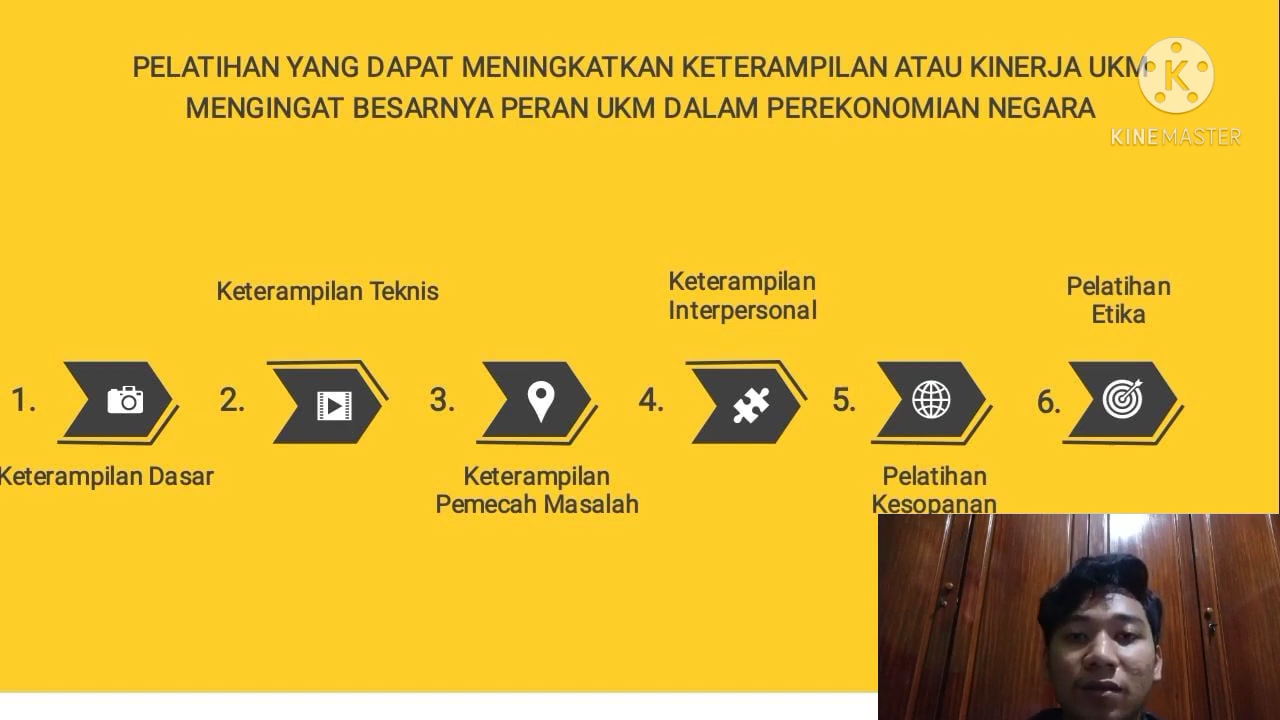 PELATIHAN YANG DAPAT MENINGKATKAN KETERAMPILAN ATAU KINERJA UKM
MENGINGAT BESARNYA PERAN UKM DALAM PEREKONOMIAN NEGARA
K
KINEMASTER
1.
Keterampilan Dasar
2.
Keterampilan Teknis
3.
Keterampilan
Pemecah Masalah
4.
Keterampilan
Interpersonal
5.
Pelatihan
Kesopanan
6.
Pelatihan
Etika